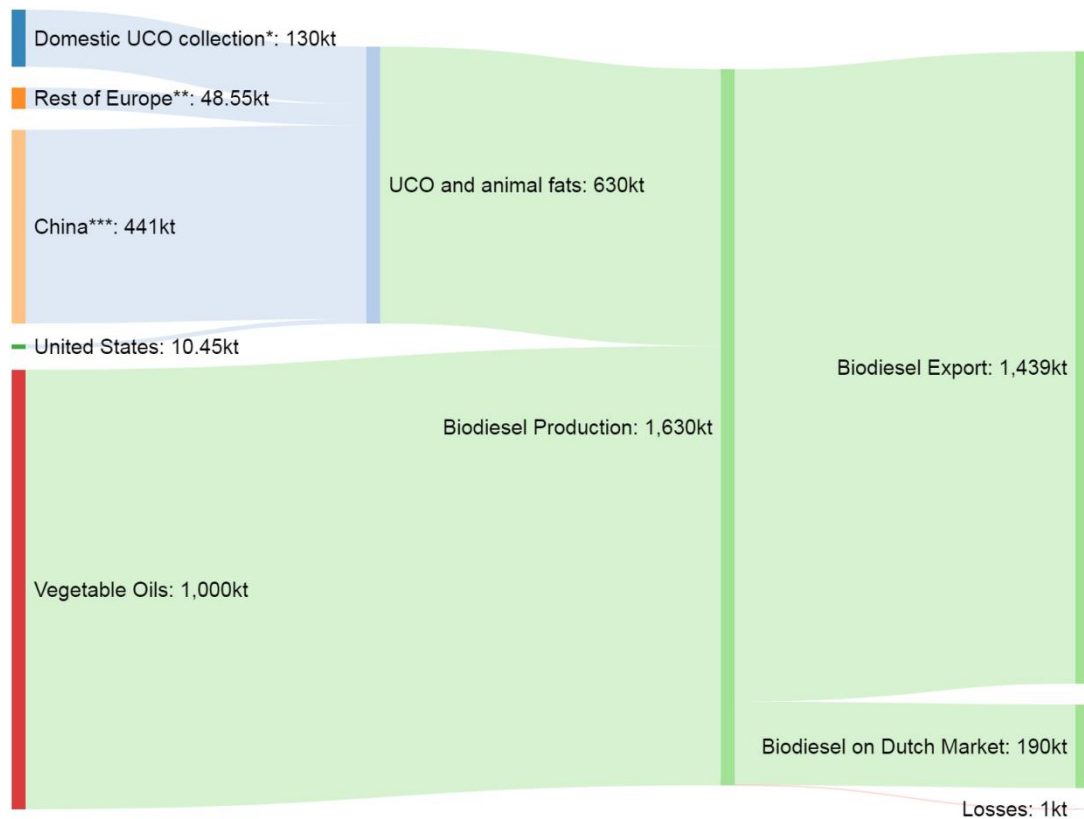 Domestic UCO collection*: 130kt
Rest of Europe**: 48.55kt
China***: 441kt
United States: 10.45kt
Vegetable Oils: 1,000kt
UCO and animal fats: 630kt
Biodiesel Production: 1,630kt
Biodiesel Export: 1,439kt
Biodiesel on Dutch Market: 190kt
Losses: 1kt